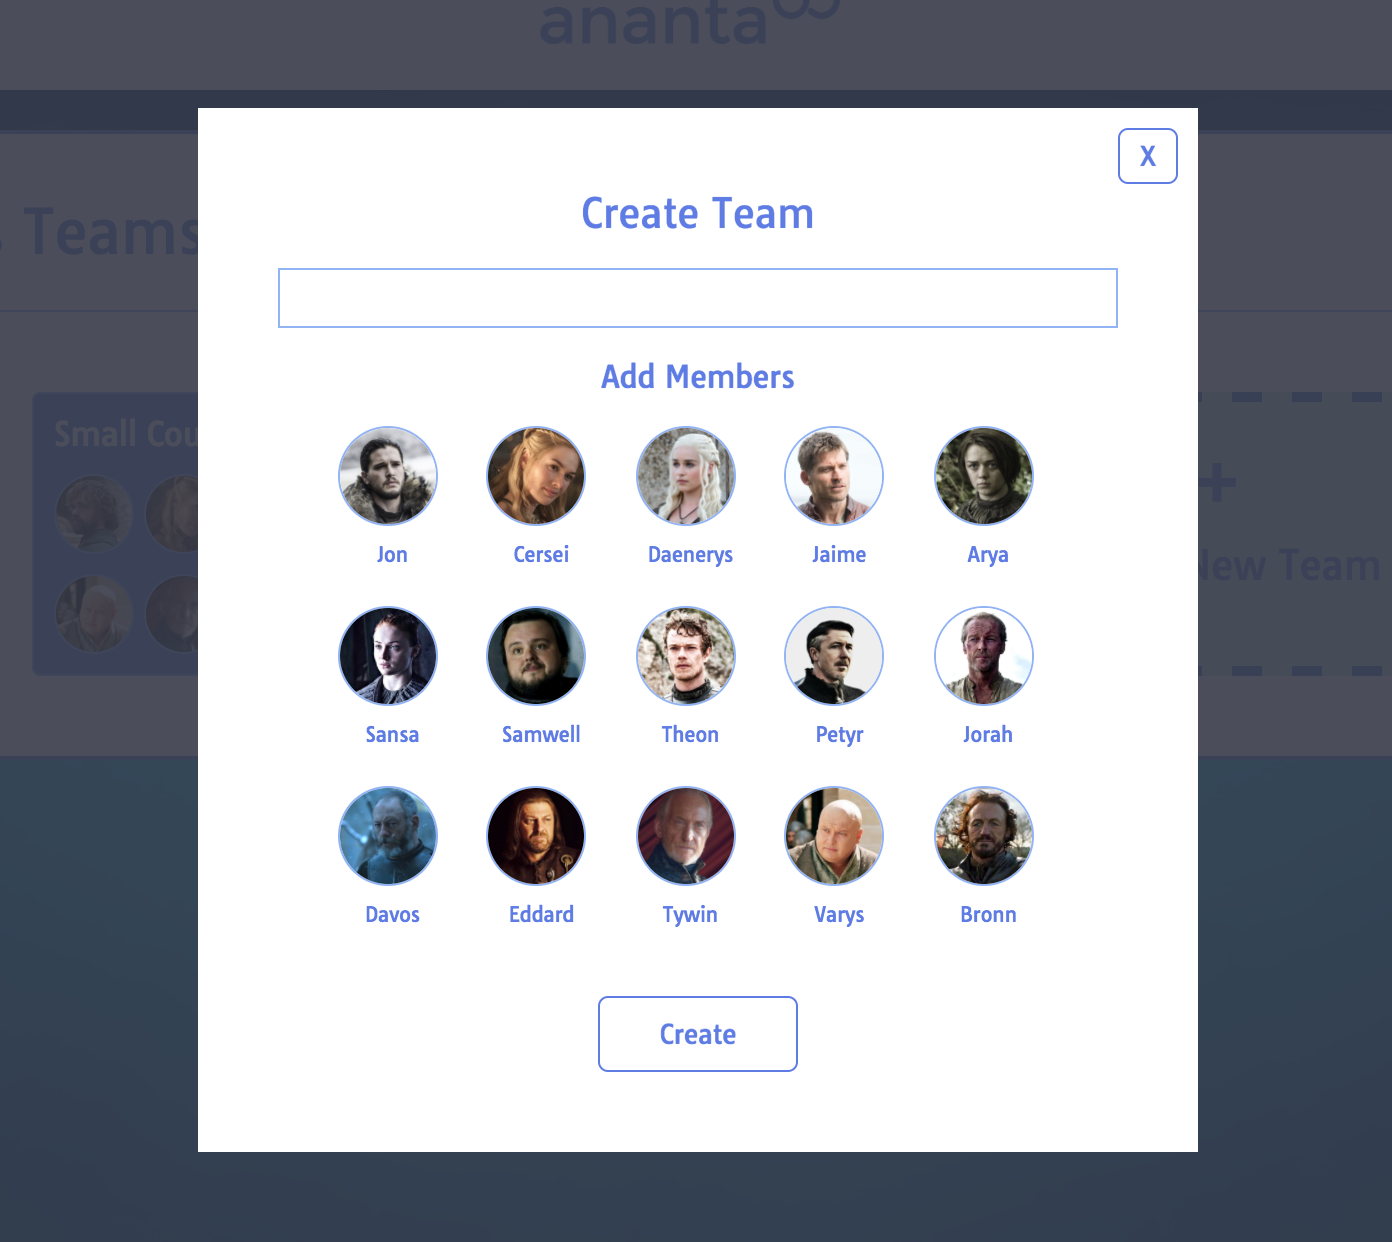 ananta
Teams
X
Create Team
Small Cou
Add Members
Jon Cersei Daenerys Jaime Arya
+
New Team
Sansa Samwell Theon Petyr Jorah
Davos Eddard Tywin Varys Bronn
Create